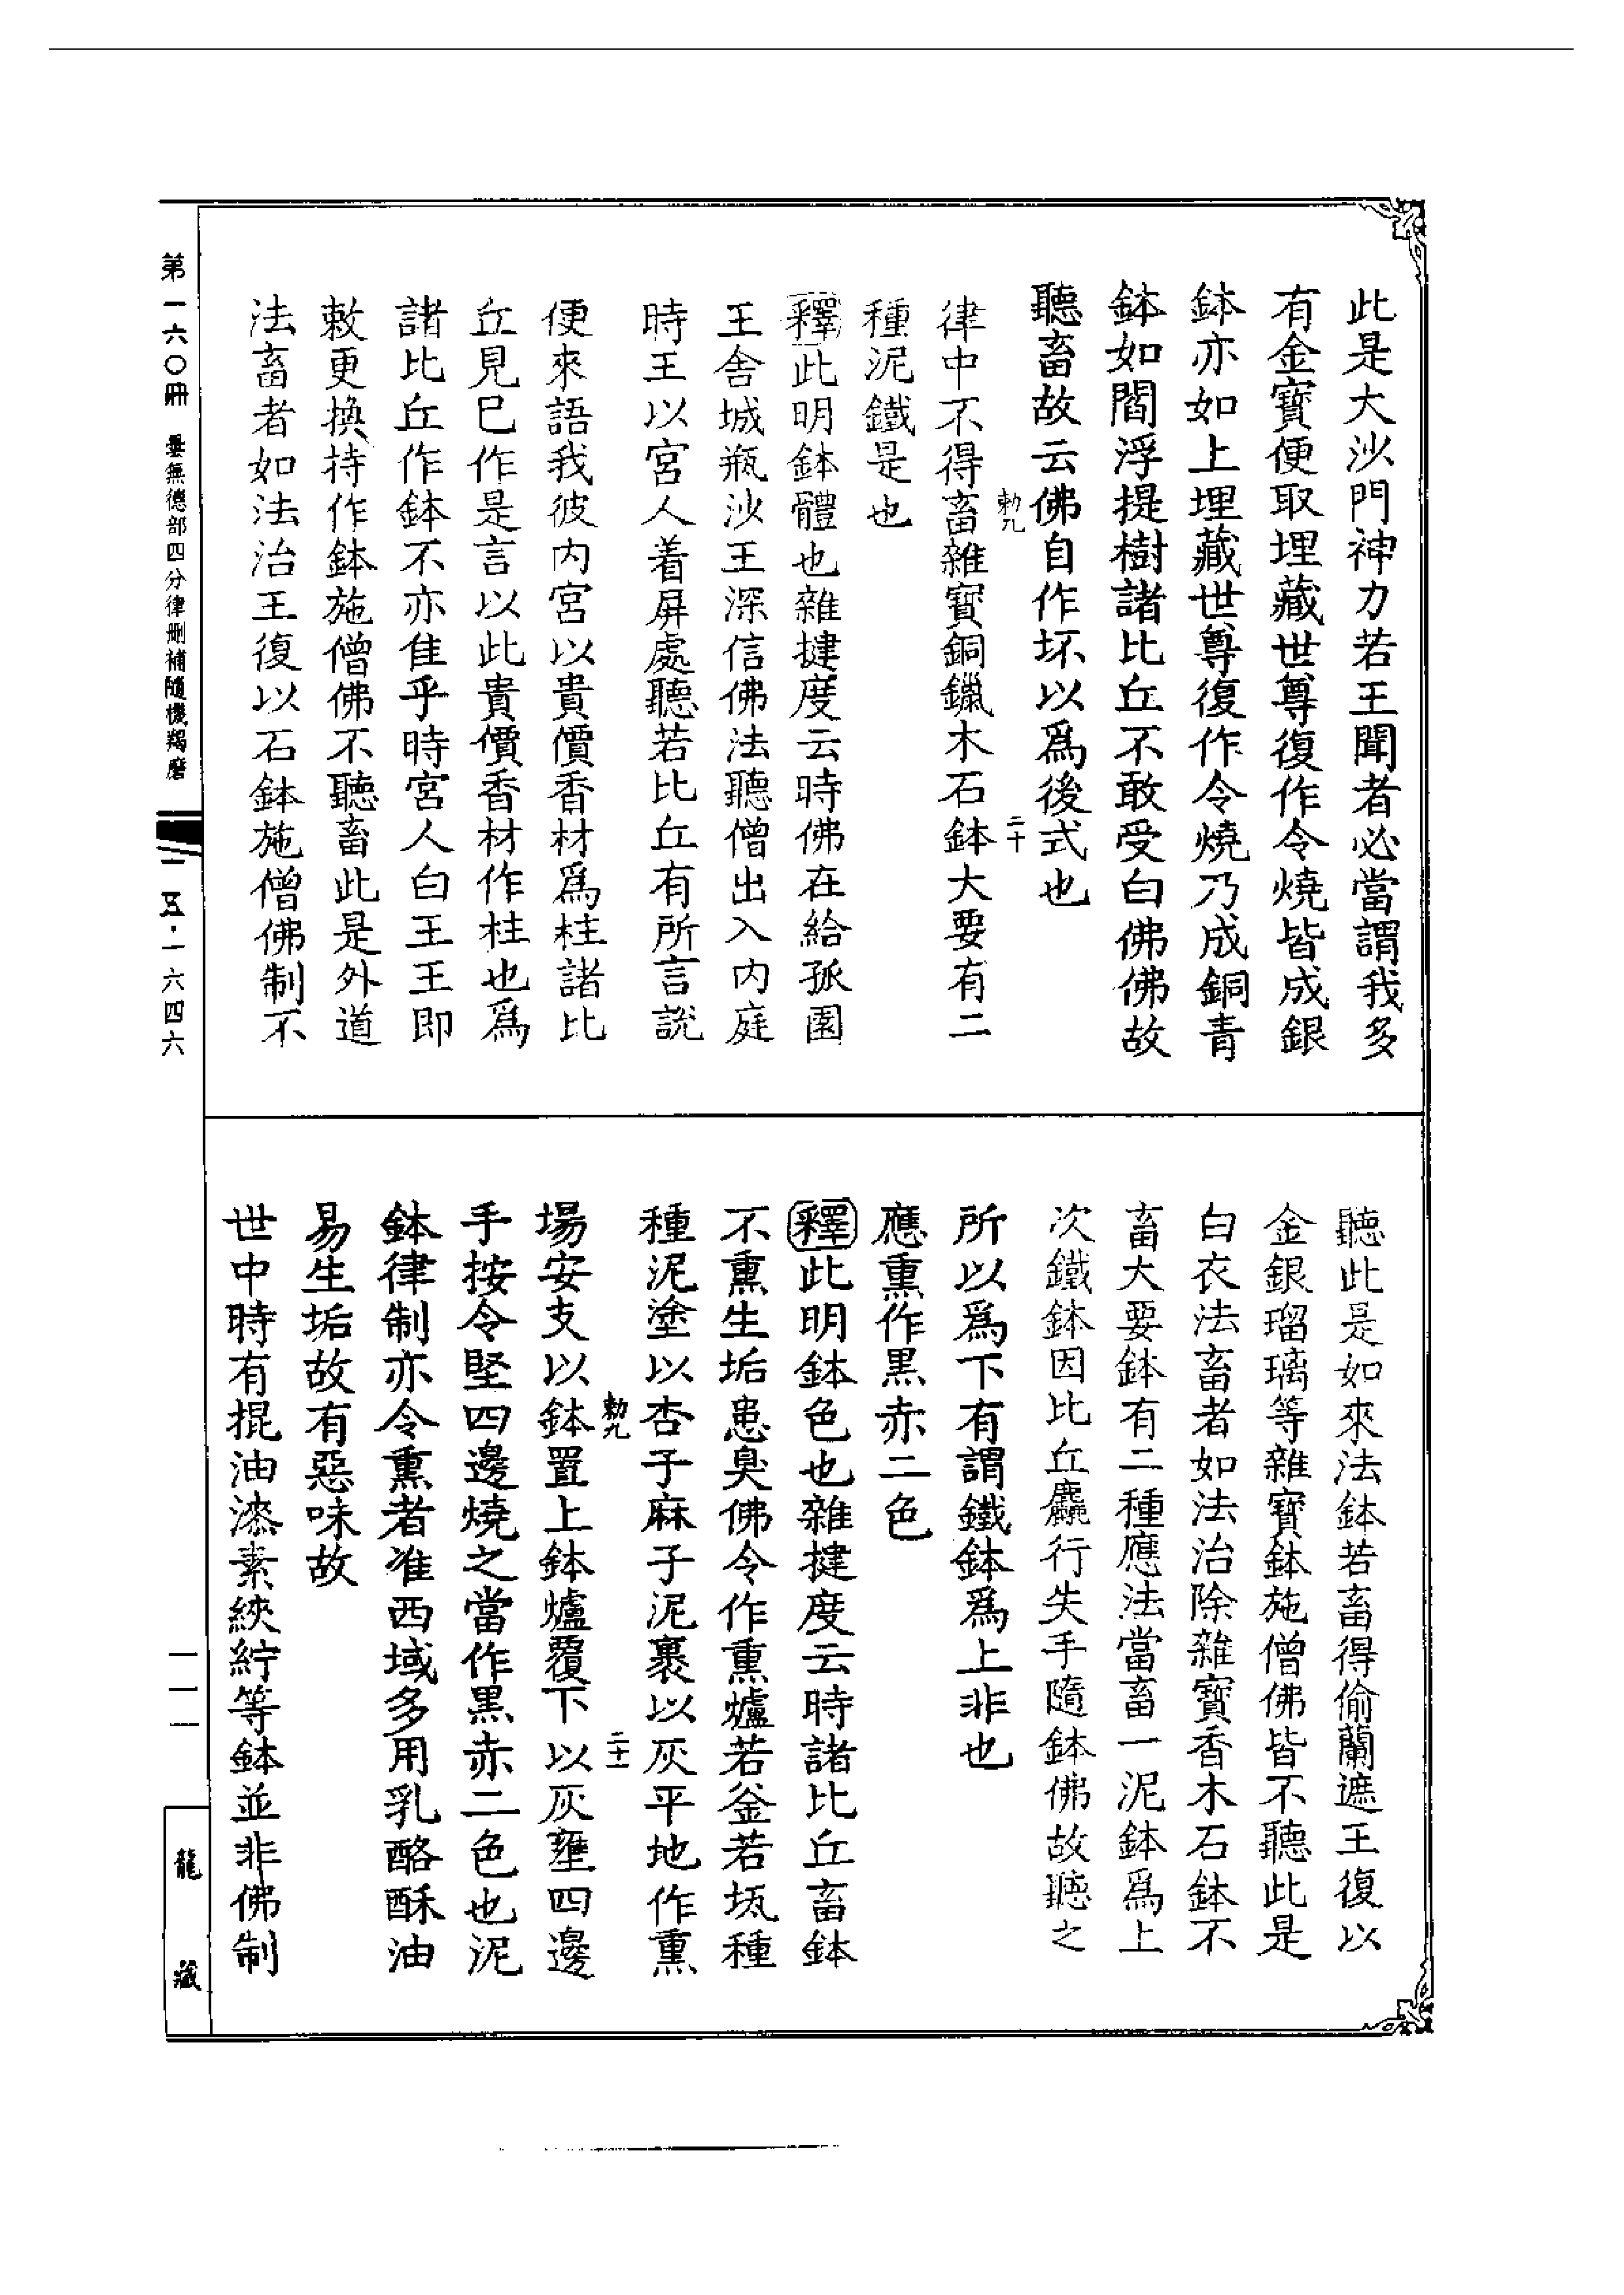 此是大沙門神力若王聞者必當謂我多
有金寶便取埋藏世尊復作令燒皆成銀
鉢亦如上埋藏世尊復作令燒乃成銅青
鉢如閻浮提樹諸比丘不敢受白佛佛故
聽畜故云佛自作坏以爲後式也
勑九
二十
律中不得畜雜寶銅鑞木石鉢大要有二
種泥鐵是也
釋此明鉢體也雜揵度云時佛在給孤園
王舍城瓶沙王深信佛法聽僧出入內庭
時王以宮人着屏處聽若比丘有所言說
便來語我彼內宮以貴價香材爲柱諸比
丘見巳作是言以此貴價香材作柱也爲
諸比丘作鉢不亦佳乎時宮人白王王即
敕更換持作鉢施僧佛不聽畜此是外道
法畜者如法治王復以石鉢施僧佛制不
聽此是如來法鉢若畜得偷蘭遮王復以
金銀瑠璃等雜寶鉢施僧佛皆不聽此是
白衣法畜者如法治除雜寶香木石鉢不
畜大要鉢有二種應法當畜一泥鉢爲上
次鐵鉢因比丘麤行失手隨鉢佛故聽之
所以爲下有謂鐵鉢爲上非也
應熏作黑赤二色
釋此明鉢色也雜揵度云時諸比丘畜鉢
不熏生垢患臭佛令作熏爐若釜若瓨種
種泥塗以杏子麻子泥裹以灰平地作熏
勑九
二十一
場安支以鉢置上鉢爐覆下以灰壅四邊
手按令堅四邊燒之當作黑赤二色也泥
鉢律制亦令熏者准西域多用乳酪酥油
易生垢故有惡味故
世中時有掍油漆素綊紵等鉢並非佛制
第一六〇冊 曇無德部四分律刪補隨機羯磨
一五·一六四六
一一一
龍藏